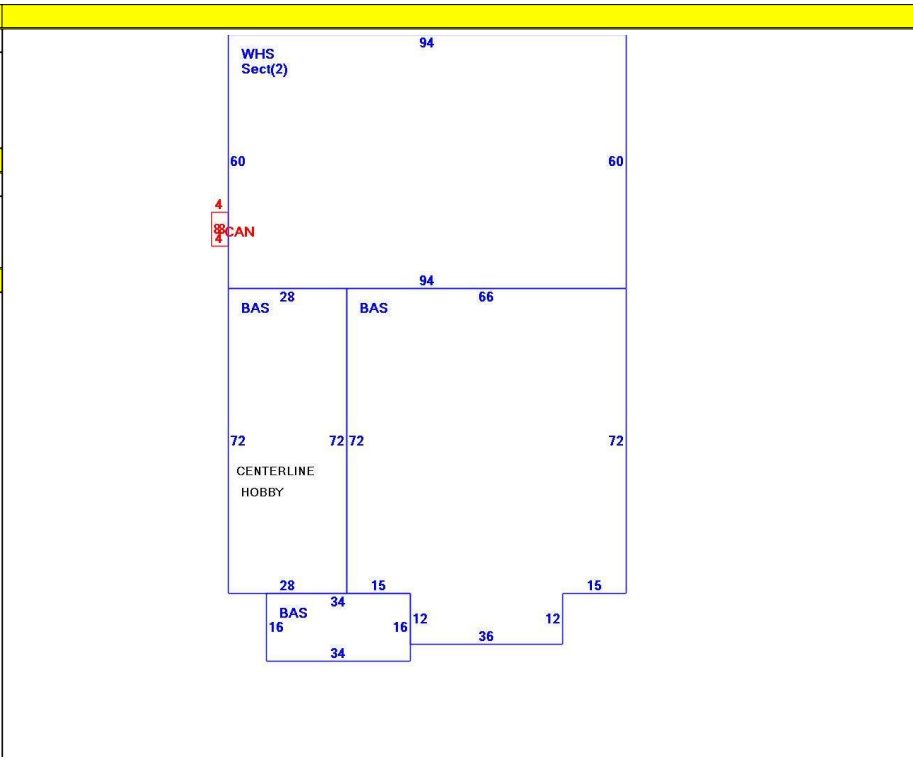 94
WHS
Sect(2)
60 60
4
88
CAN
4
94
28 66
BAS BAS
72 72 72 72
CENTERLINE
HOBBY
28 15 15
34
BAS
12 12
16 16
36
34